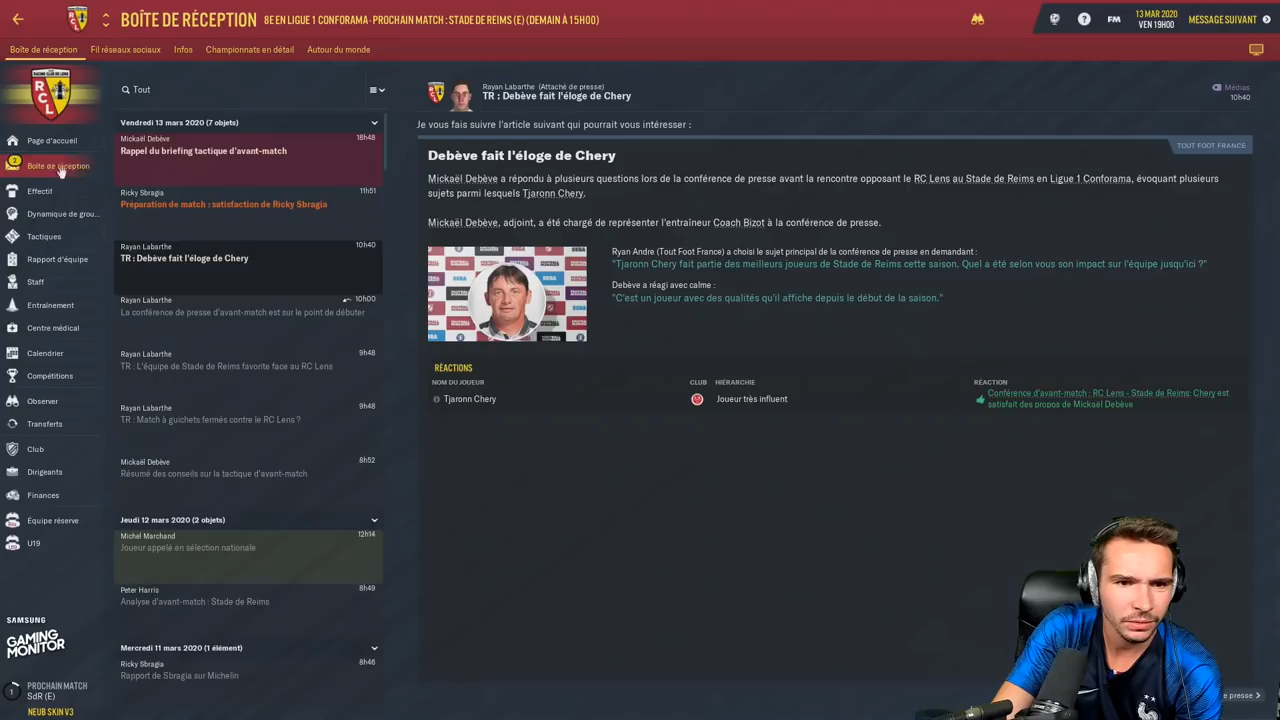 BOÎTE DE RÉCEPTION
8E EN LIGUE 1 CONFORAMA- PROCHAIN MATCH : STADE DE REIMS (E) (DEMAIN À 15H00)
FM
13 MAR 2020
VEN 19H00
MESSAGE SUIVANT
Boîte de réception
Fil réseaux sociaux
Infos
Championnats en détail
Autour du monde
RACING CLUB DE LENS
RCL
Page d'accueil
2
Boîte de réception
Effectif
Dynamique de grou...
Tactiques
Rapport d'équipe
Staff
Entraînement
Centre médical
Calendrier
Compétitions
Observer
Transferts
Club
Dirigeants
Finances
Équipe réserve
U19
SAMSUNG
GAMING
MONITOR
1
PROCHAIN MATCH
SdR (E)
NEUB SKIN V3
Tout
Vendredi 13 mars 2020 (7 objets)
Mickaël Debève 18h48
Rappel du briefing tactique d'avant-match
Ricky Sbragia 11h51
Préparation de match : satisfaction de Ricky Sbragia
Rayan Labarthe 10h40
TR : Debève fait l'éloge de Chery
Rayan Labarthe 10h00
La conférence de presse d'avant-match est sur le point de débuter
Rayan Labarthe 9h48
TR : L'équipe de Stade de Reims favorite face au RC Lens
Rayan Labarthe 9h48
TR : Match à guichets fermés contre le RC Lens ?
Mickaël Debève 8h52
Résumé des conseils sur la tactique d'avant-match
Jeudi 12 mars 2020 (2 objets)
Michel Marchand 12h14
Joueur appelé en sélection nationale
Peter Harris 8h49
Analyse d'avant-match : Stade de Reims
Mercredi 11 mars 2020 (1 élément)
Ricky Sbragia 8h46
Rapport de Sbragia sur Michelin
Rayan Labarthe (Attaché de presse)
TR : Debève fait l'éloge de Chery
Médias
10h40
Je vous fais suivre l'article suivant qui pourrait vous intéresser :
TOUT FOOT FRANCE
Debève fait l'éloge de Chery
Mickaël Debève a répondu à plusieurs questions lors de la conférence de presse avant la rencontre opposant le RC Lens au Stade de Reims en Ligue 1 Conforama, évoquant plusieurs
sujets parmi lesquels Tjaronn Chery.
Mickaël Debève, adjoint, a été chargé de représenter l'entraîneur Coach Bizot à la conférence de presse.
SEGA
Ryan Andre (Tout Foot France) a choisi le sujet principal de la conférence de presse en demandant :
"Tjaronn Chery fait partie des meilleurs joueurs de Stade de Reims cette saison. Quel a été selon vous son impact sur l'équipe jusqu'ici ?"
Debève a réagi avec calme :
"C'est un joueur avec des qualités qu'il affiche depuis le début de la saison."
RÉACTIONS
NOM DU JOUEUR CLUB HIÉRARCHIE RÉACTION
Tjaronn Chery Joueur très influent
Conférence d'avant-match : RC Lens - Stade de Reims: Chery est
satisfait des propos de Mickaël Debève
e presse